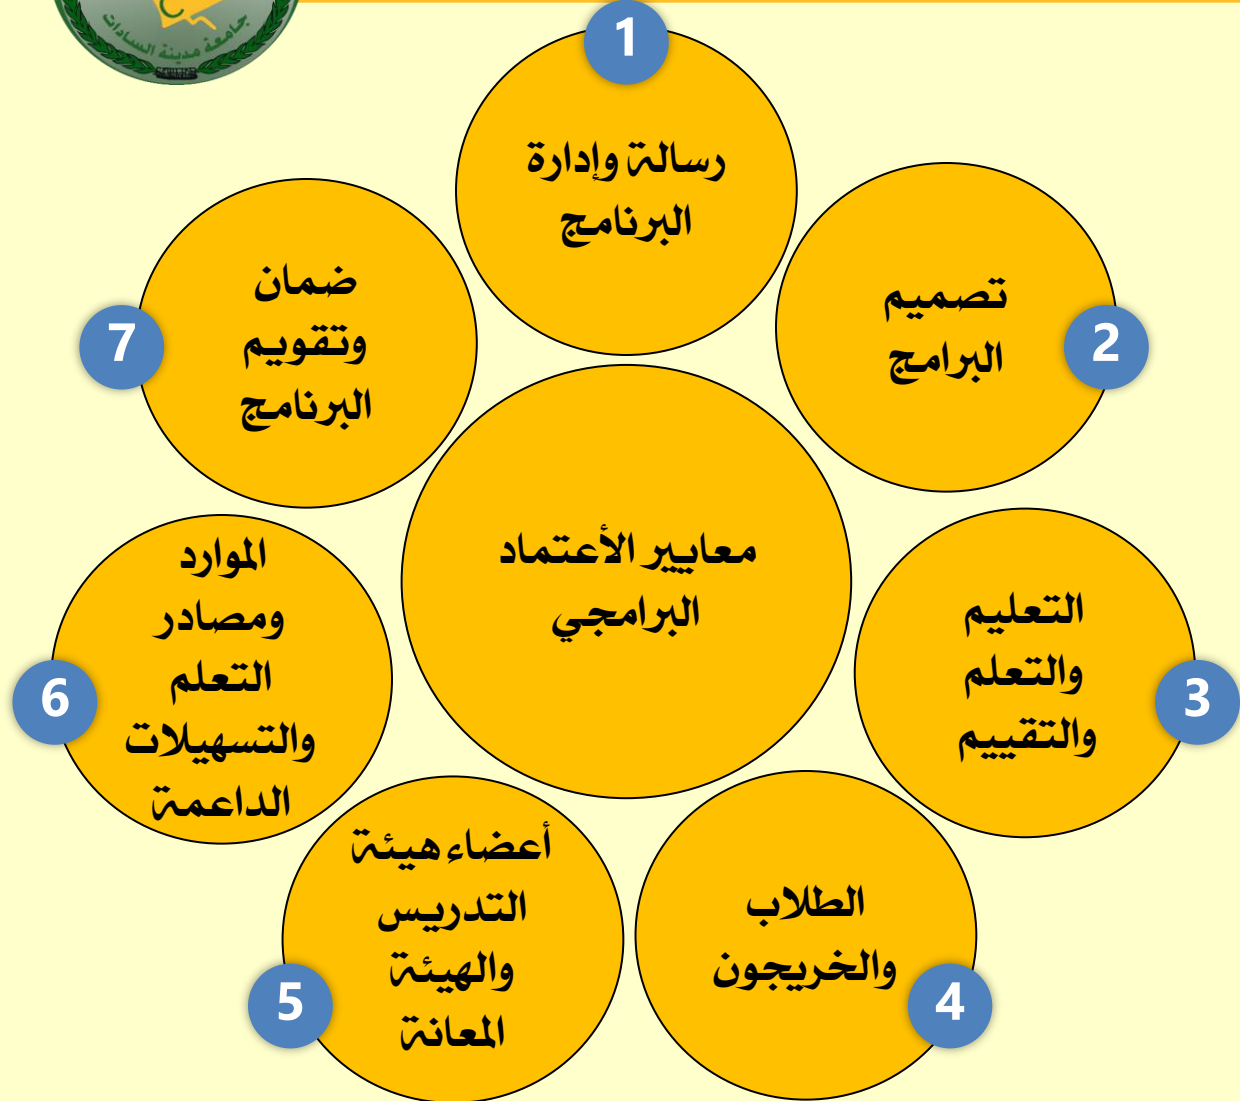 جامعة مدينة السادات
1
رسالة وإدارة
البرنامج
2
تصميم
البرامج
3
التعليم
والتعلم
والتقييم
4
الطلاب
والخريجون
5
أعضاء هيئة
التدريس
والهيئة
المعانة
6
الموارد
ومصادر
التعلم
والتسهيلات
الداعمة
7
ضمان
وتقويم
البرنامج
معايير الأعتماد
البرامجي